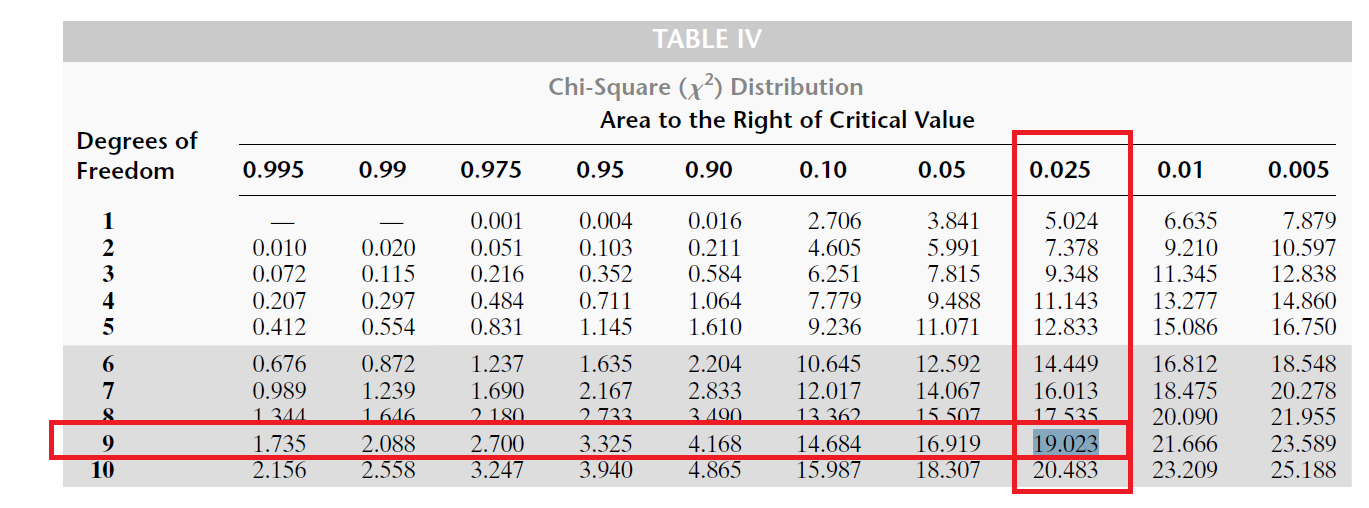 TABLE IV
Chi-Square (χ²) Distribution
Area to the Right of Critical Value
Degrees of
Freedom 0.995 0.99 0.975 0.95 0.90 0.10 0.05 0.025 0.01 0.005
1 — — 0.001 0.004 0.016 2.706 3.841 5.024 6.635 7.879
2 0.010 0.020 0.051 0.103 0.211 4.605 5.991 7.378 9.210 10.597
3 0.072 0.115 0.216 0.352 0.584 6.251 7.815 9.348 11.345 12.838
4 0.207 0.297 0.484 0.711 1.064 7.779 9.488 11.143 13.277 14.860
5 0.412 0.554 0.831 1.145 1.610 9.236 11.071 12.833 15.086 16.750
6 0.676 0.872 1.237 1.635 2.204 10.645 12.592 14.449 16.812 18.548
7 0.989 1.239 1.690 2.167 2.833 12.017 14.067 16.013 18.475 20.278
8 1.344 1.646 2.180 2.733 3.490 13.362 15.507 17.535 20.090 21.955
9 1.735 2.088 2.700 3.325 4.168 14.684 16.919 19.023 21.666 23.589
10 2.156 2.558 3.247 3.940 4.865 15.987 18.307 20.483 23.209 25.188